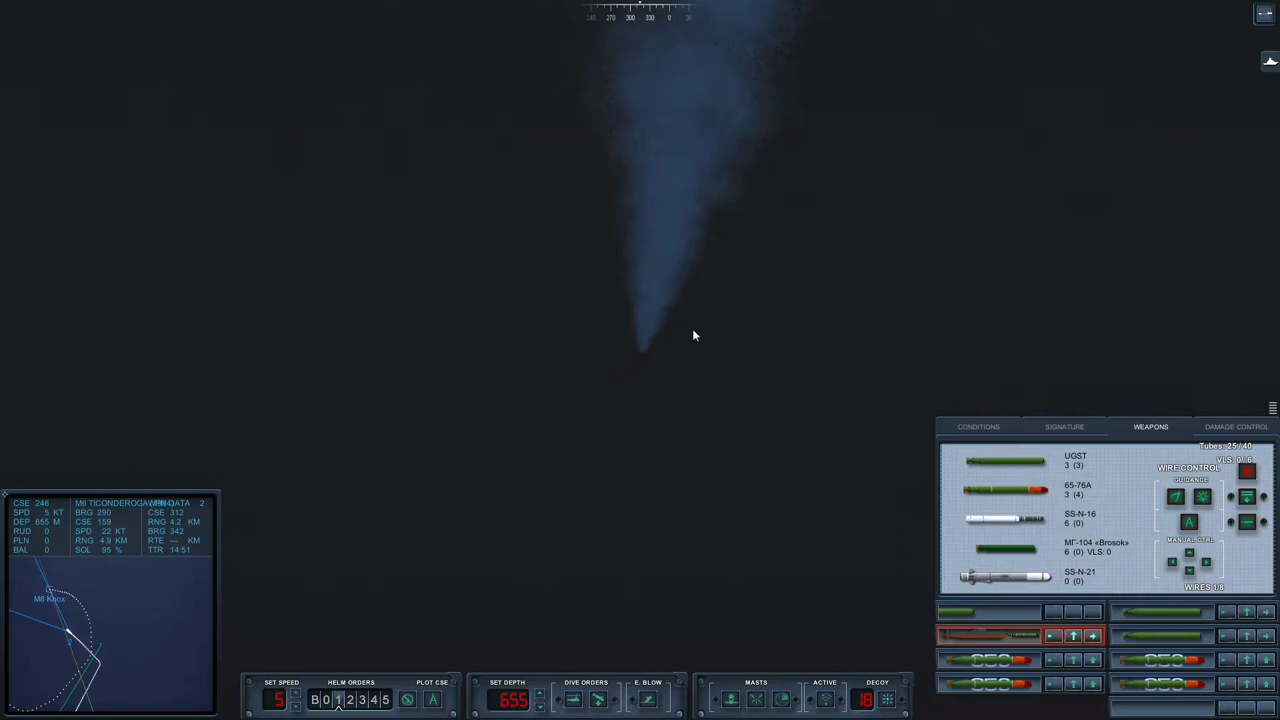 240 270 300 330 0 30
CONDITIONS SIGNATURE WEAPONS DAMAGE CONTROL
Tubes: 25 / 40
VLS: 0 / 6
UGST
3 (3)
WIRE CONTROL
GUIDANCE
65-76A
3 (4)
SS-N-16
6 (0)
A
МГ-104 «Brosok»
6 (0) VLS: 0
MANUAL CTRL
SS-N-21
0 (0)
WIRES 1/8
CSE 246
SPD 5 KT
DEP 655 M
RUD 0
PLN 0
BAL 0
M6 TICONDEROGA
BRG 290
CSE 159
SPD 22 KT
RNG 4.9 KM
SOL 95 %
DATA 2
CSE 312
RNG 4.2 KM
BRG 342
RTE --- KM
TTR 14:51
M8 Knox
SET SPEED HELM ORDERS PLOT CSE
5 B 0 1 2 3 4 5 A
SET DEPTH DIVE ORDERS E. BLOW
655
MASTS ACTIVE DECOY
18